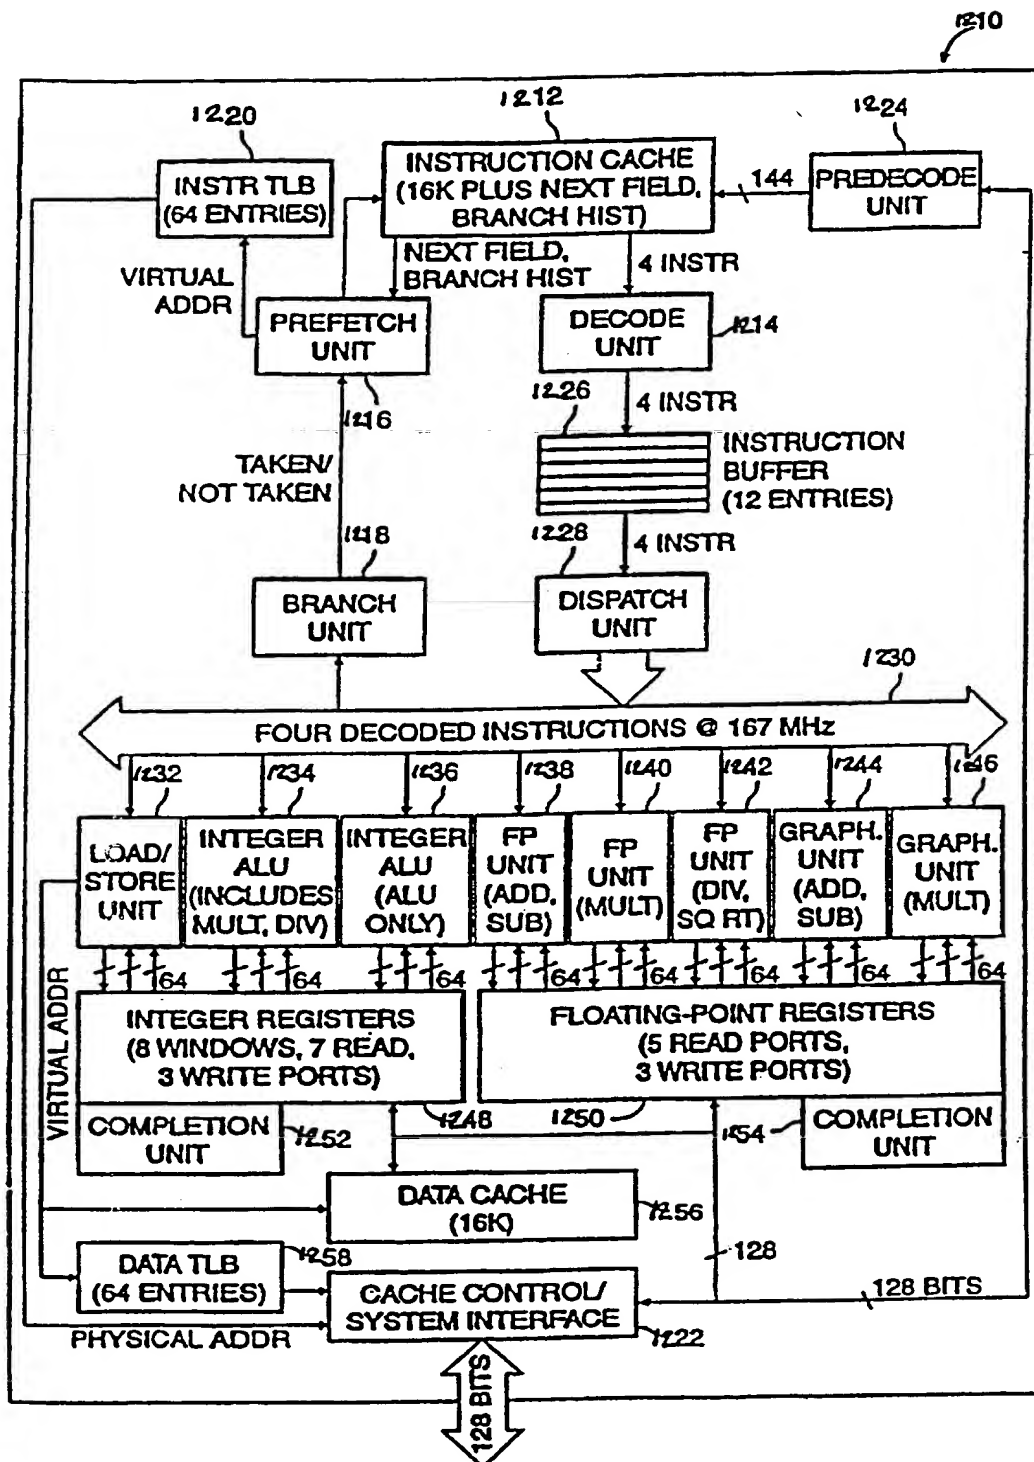 1210
1220
1212
1224
INSTR TLB
(64 ENTRIES)
INSTRUCTION CACHE
(16K PLUS NEXT FIELD,
BRANCH HIST)
144
PREDECODE
UNIT
VIRTUAL
ADDR
NEXT FIELD,
BRANCH HIST
4 INSTR
PREFETCH
UNIT
DECODE
UNIT
1214
1216
1226
4 INSTR
INSTRUCTION
BUFFER
(12 ENTRIES)
TAKEN/
NOT TAKEN
1218
1228
4 INSTR
BRANCH
UNIT
DISPATCH
UNIT
1230
FOUR DECODED INSTRUCTIONS @ 167 MHz
1232
1234
1236
1238
1240
1242
1244
1246
LOAD/
STORE
UNIT
INTEGER
ALU
(INCLUDES
MULT, DIV)
INTEGER
ALU
(ALU
ONLY)
FP
UNIT
(ADD,
SUB)
FP
UNIT
(MULT)
FP
UNIT
(DIV,
SQ RT)
GRAPH.
UNIT
(ADD,
SUB)
GRAPH.
UNIT
(MULT)
64
64
64
64
64
64
64
64
VIRTUAL ADDR
INTEGER REGISTERS
(8 WINDOWS, 7 READ,
3 WRITE PORTS)
FLOATING-POINT REGISTERS
(5 READ PORTS,
3 WRITE PORTS)
COMPLETION
UNIT
1252
1248
1250
1254
COMPLETION
UNIT
DATA CACHE
(16K)
1256
1258
128
DATA TLB
(64 ENTRIES)
CACHE CONTROL/
SYSTEM INTERFACE
128 BITS
PHYSICAL ADDR
1222
128 BITS